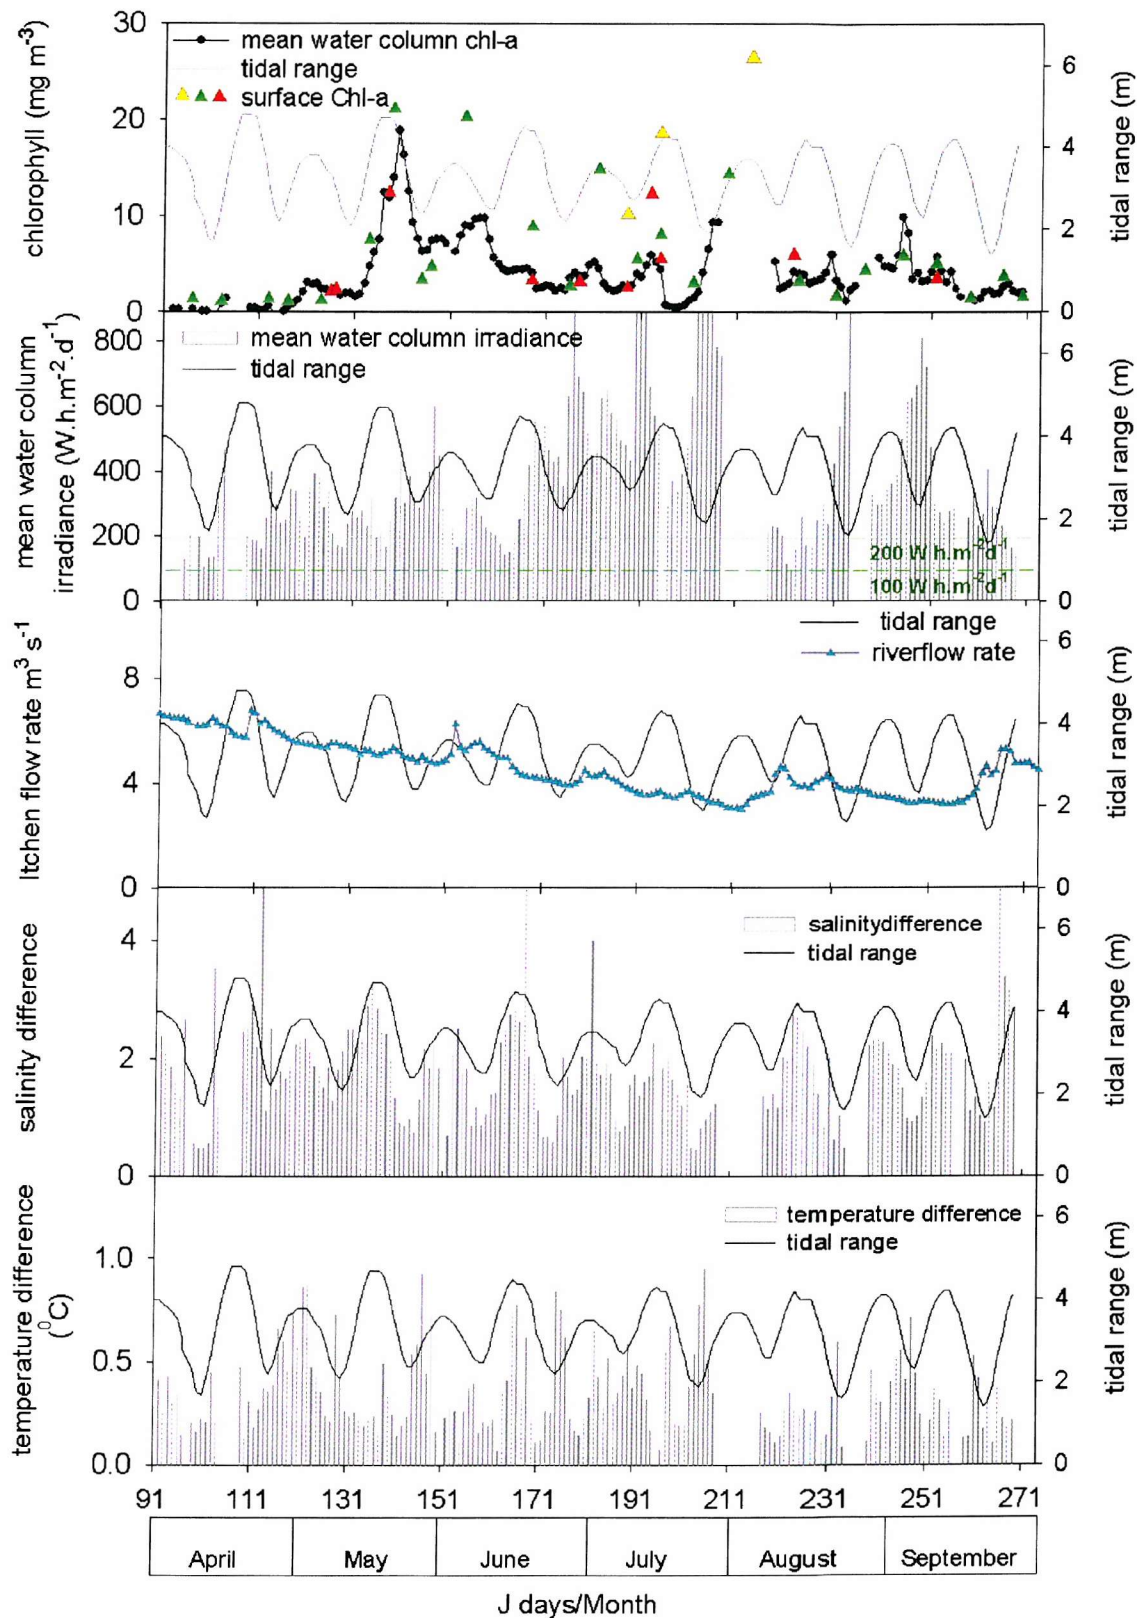 30
20
10
0
chlorophyll (mg m-3)
mean water column chl-a
tidal range
surface Chl-a
6
4
2
0
tidal range (m)
800
600
400
200
0
mean water column
irradiance (W.h.m-2.d-1)
mean water column irradiance
tidal range
200 W h.m-2d-1
100 W h.m-2d-1
6
4
2
0
tidal range (m)
8
4
0
Itchen flow rate m3 s-1
tidal range
riverflow rate
6
4
2
0
tidal range (m)
4
2
0
salinity difference
salinitydifference
tidal range
6
4
2
0
tidal range (m)
1.0
0.5
0.0
temperature difference
(0C)
temperature difference
tidal range
6
4
2
0
tidal range (m)
91 111 131 151 171 191 211 231 251 271
April May June July August September
J days/Month